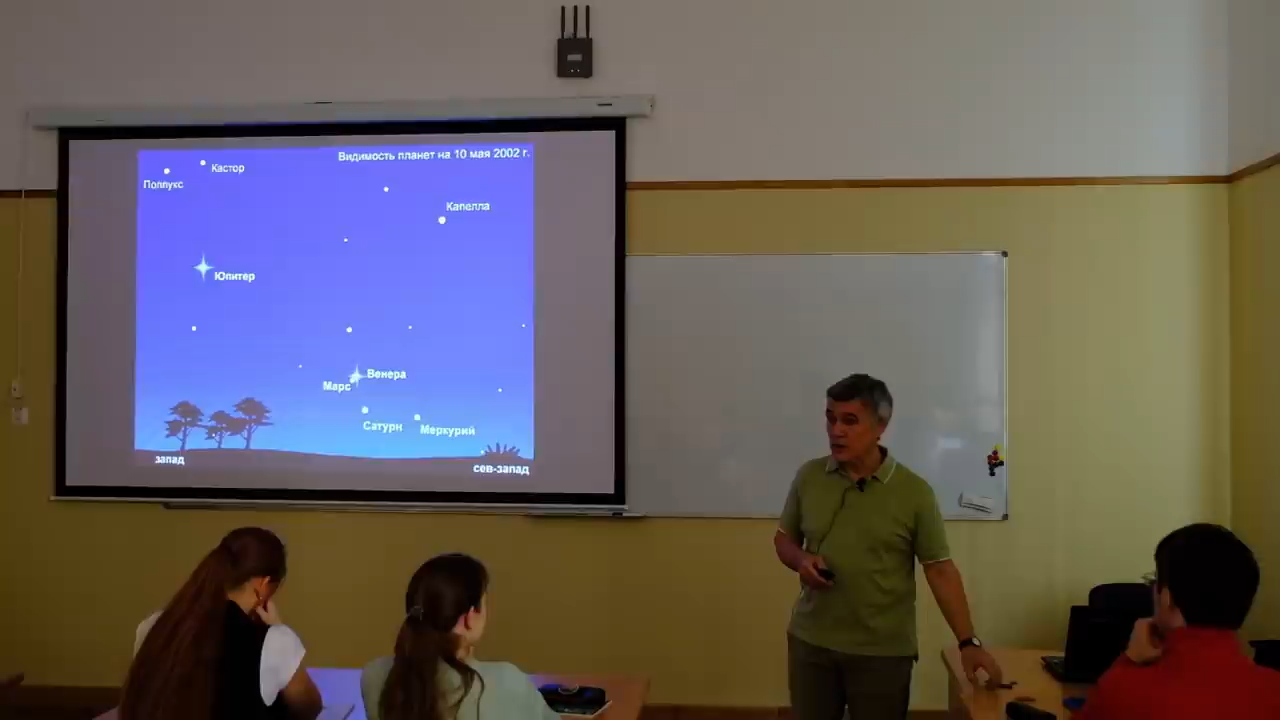 Видимость планет на 10 мая 2002 г.
Кастор
Поллукс
Капелла
Юпитер
Венера
Марс
Сатурн
Меркурий
запад
сев-запад